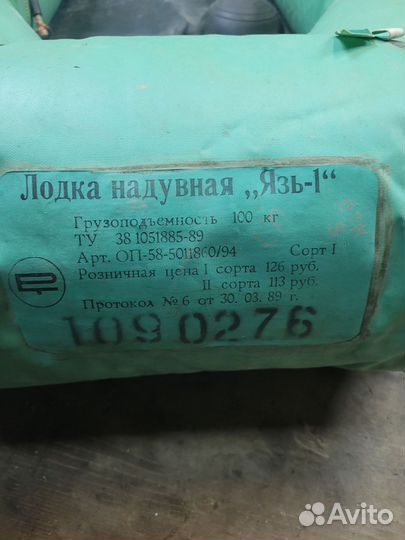 Лодка надувная „Язь-1“
Грузоподъемность 100 кг
ТУ 38 1051885-89
Арт. ОП-58-5011860/94 Сорт I
Розничная цена I сорта 126 руб.
II сорта 113 руб.
Протокол № 6 от 30. 03. 89 г.
1090276
Avito